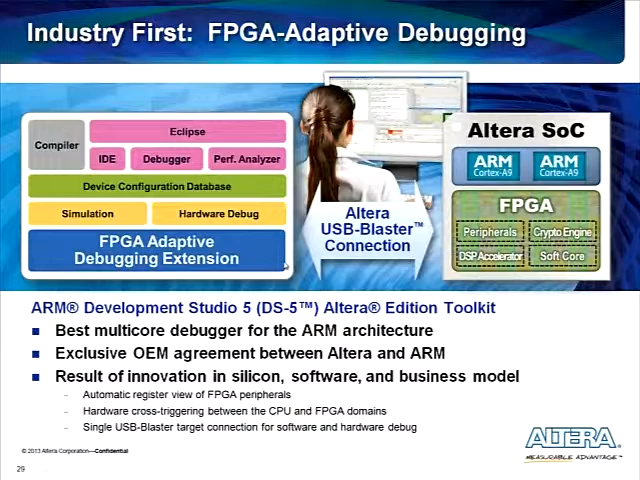 Industry First: FPGA-Adaptive Debugging
Compiler
Eclipse
IDE
Debugger
Perf. Analyzer
Device Configuration Database
Simulation
Hardware Debug
FPGA Adaptive
Debugging Extension
Altera
USB-Blaster™
Connection
Altera SoC
ARM
Cortex-A9
ARM
Cortex-A9
FPGA
Peripherals
Crypto Engine
DSP Accelerator
Soft Core
ARM® Development Studio 5 (DS-5™) Altera® Edition Toolkit
Best multicore debugger for the ARM architecture
Exclusive OEM agreement between Altera and ARM
Result of innovation in silicon, software, and business model
– Automatic register view of FPGA peripherals
– Hardware cross-triggering between the CPU and FPGA domains
– Single USB-Blaster target connection for software and hardware debug
© 2013 Altera Corporation—Confidential
29
ALTERA®
MEASURABLE ADVANTAGE™